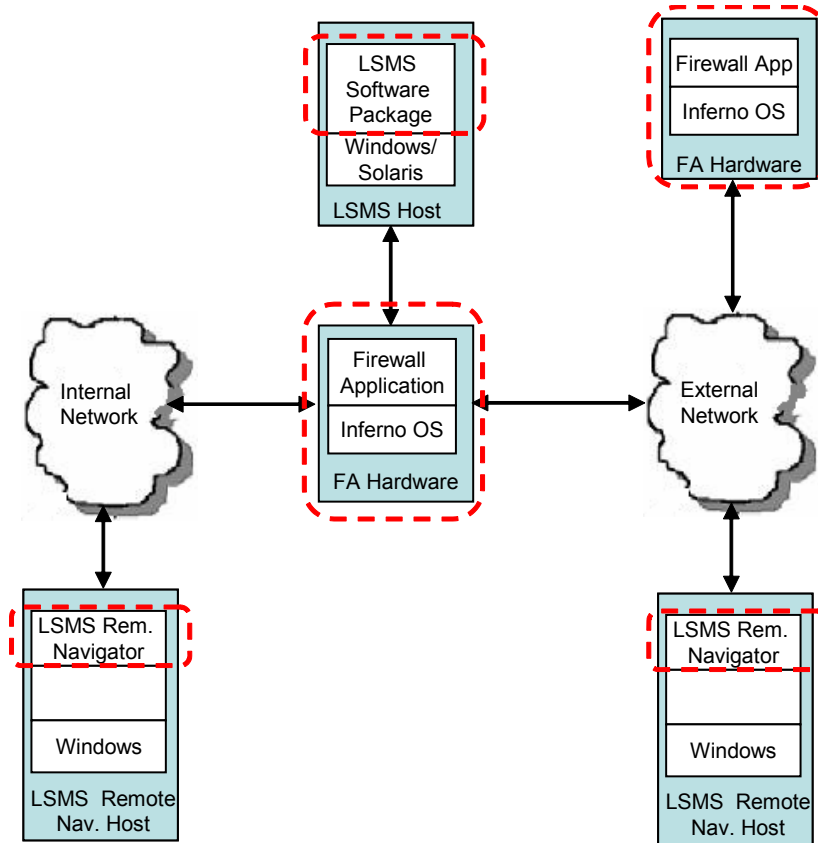 LSMS
Software
Package
Windows/
Solaris
LSMS Host
Firewall App
Inferno OS
FA Hardware
Internal
Network
Firewall
Application
Inferno OS
FA Hardware
External
Network
LSMS Rem.
Navigator
Windows
LSMS Remote
Nav. Host
LSMS Rem.
Navigator
Windows
LSMS Remote
Nav. Host